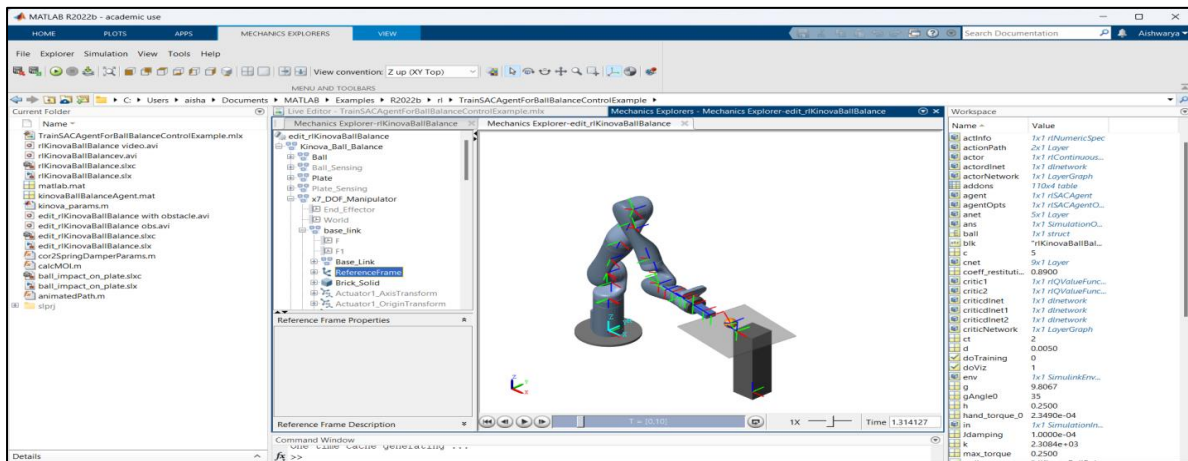 MATLAB R2022b - academic use
HOME PLOTS APPS MECHANICS EXPLORERS VIEW
Search Documentation Aishwarya
File Explorer Simulation View Tools Help
View convention: Z up (XY Top)
MENU AND TOOLBARS
C: Users aisha Documents MATLAB Examples R2022b rl TrainSACAgentForBallBalanceControlExample
Current Folder
Name
TrainSACAgentForBallBalanceControlExample.mlx
rlKinovaBallBalance video.avi
rlKinovaBallBalancev.avi
rlKinovaBallBalance.slxc
rlKinovaBallBalance.slx
matlab.mat
kinovaBallBalanceAgent.mat
kinova_params.m
edit_rlKinovaBallBalance with obstacle.avi
edit_rlKinovaBallBalance obs.avi
edit_rlKinovaBallBalance.slxc
edit_rlKinovaBallBalance.slx
cor2SpringDamperParams.m
calcMOI.m
ball_impact_on_plate.slxc
ball_impact_on_plate.slx
animatedPath.m
slprj
Details
Live Editor - TrainSACAgentForBallBalanceControlExample.mlx
Mechanics Explorers - Mechanics Explorer-edit_rlKinovaBallBalance
Mechanics Explorer-rlKinovaBallBalance
Mechanics Explorer-edit_rlKinovaBallBalance
edit_rlKinovaBallBalance
Kinova_Ball_Balance
Ball
Ball_Sensing
Plate
Plate_Sensing
x7_DOF_Manipulator
End_Effector
World
base_link
F
F1
Base_Link
ReferenceFrame
Brick_Solid
Actuator1_AxisTransform
Actuator1_OriginTransform
Reference Frame Properties
Reference Frame Description
T = [0,10]
1X
Time 1.314127
Command Window
One time cache generating ...
fx >>
Workspace
Name Value
actInfo 1x1 rlNumericSpec
actionPath 2x1 Layer
actor 1x1 rlContinuous...
actordlnet 1x1 dlnetwork
actorNetwork 1x1 LayerGraph
addons 110x4 table
agent 1x1 rlSACAgent
agentOpts 1x1 rlSACAgentO...
anet 5x1 Layer
ans 1x1 SimulationO...
ball 1x1 struct
blk "rlKinovaBallBal...
c 5
cnet 9x1 Layer
coeff_restituti... 0.8900
critic1 1x1 rlQValueFunc...
critic2 1x1 rlQValueFunc...
criticdlnet 1x1 dlnetwork
criticdlnet1 1x1 dlnetwork
criticdlnet2 1x1 dlnetwork
criticNetwork 1x1 LayerGraph
ct 2
d 0.0050
doTraining 0
doViz 1
env 1x1 SimulinkEnv...
g 9.8067
gAngle0 35
h 0.2500
hand_torque_0 2.3490e-04
in 1x1 SimulationIn...
Jdamping 1.0000e-04
k 2.3084e+03
max_torque 0.2500